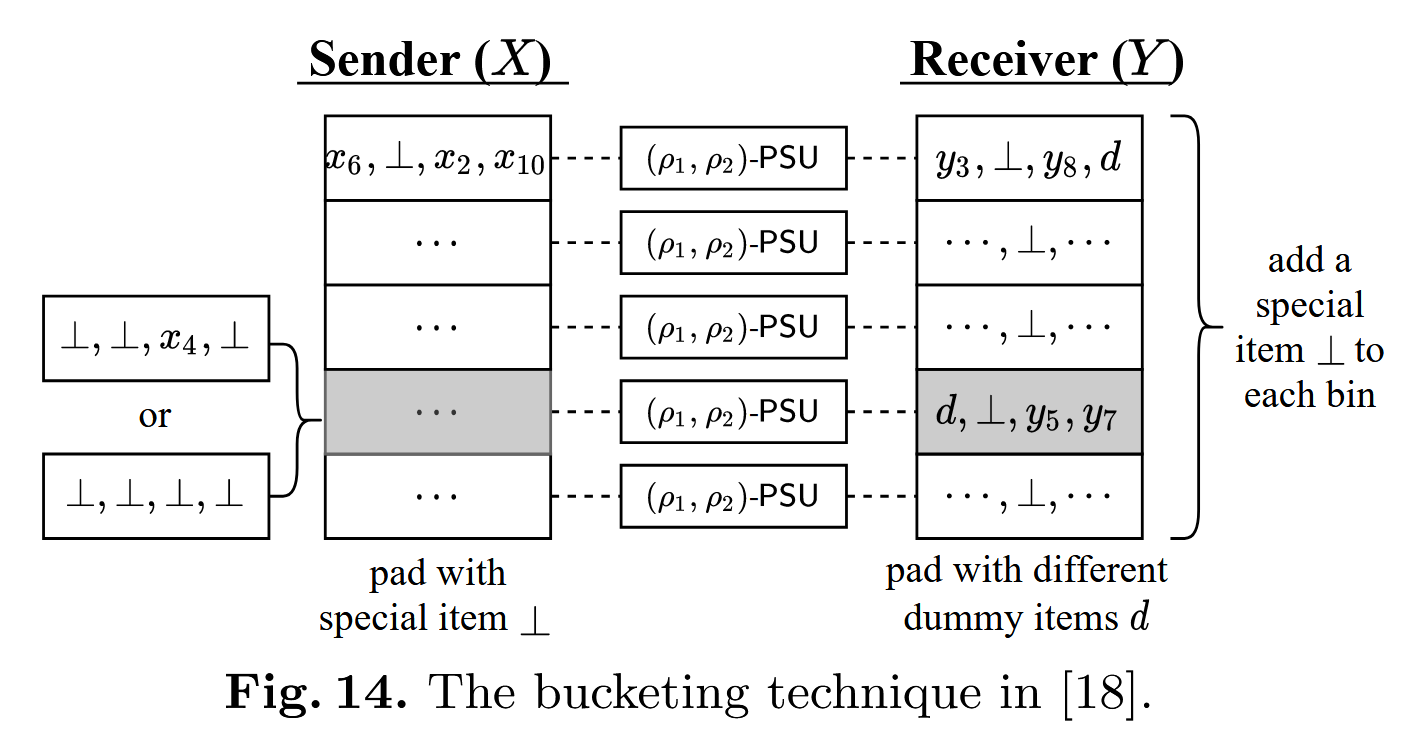 Sender (X)
Receiver (Y)
x₆, ⊥, x₂, x₁₀
(ρ₁, ρ₂)-PSU
y₃, ⊥, y₈, d
⋯
(ρ₁, ρ₂)-PSU
⋯, ⊥, ⋯
⋯
(ρ₁, ρ₂)-PSU
⋯, ⊥, ⋯
⋯
(ρ₁, ρ₂)-PSU
d, ⊥, y₅, y₇
⋯
(ρ₁, ρ₂)-PSU
⋯, ⊥, ⋯
⊥, ⊥, x₄, ⊥
or
⊥, ⊥, ⊥, ⊥
add a
special
item ⊥ to
each bin
pad with
special item ⊥
pad with different
dummy items d
Fig. 14. The bucketing technique in [18].